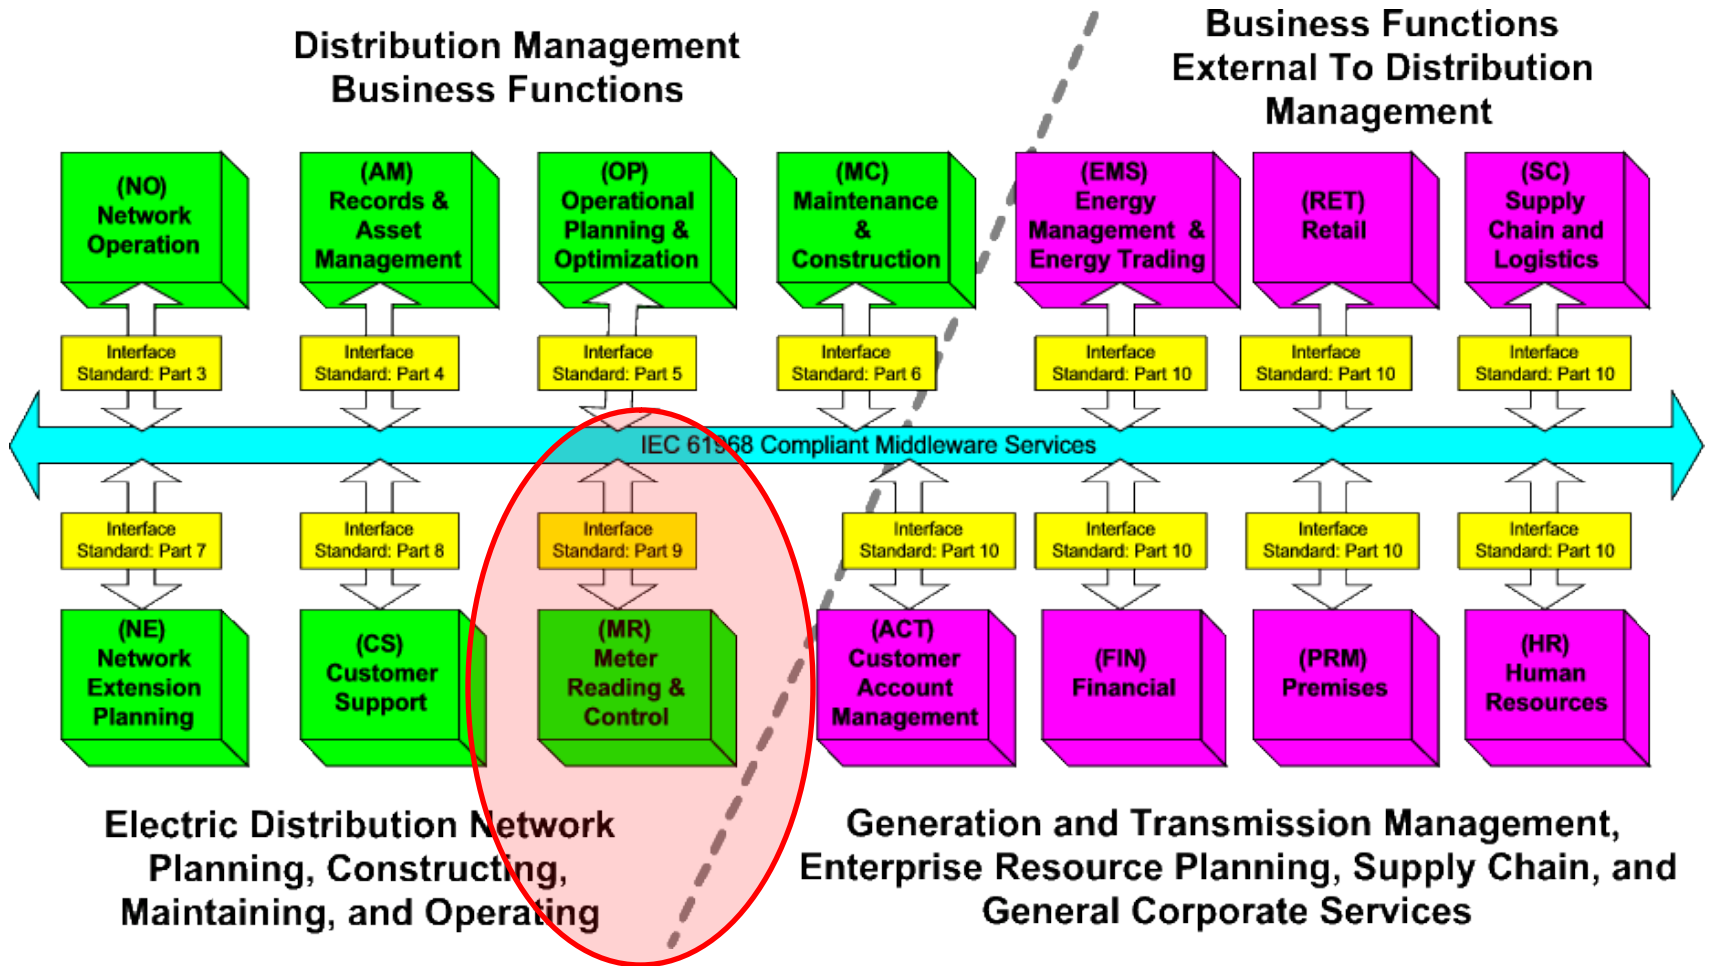 Distribution Management
Business Functions
Business Functions
External To Distribution
Management
(NO)
Network
Operation
(AM)
Records &
Asset
Management
(OP)
Operational
Planning &
Optimization
(MC)
Maintenance
&
Construction
(EMS)
Energy
Management &
Energy Trading
(RET)
Retail
(SC)
Supply
Chain and
Logistics
Interface
Standard: Part 3
Interface
Standard: Part 4
Interface
Standard: Part 5
Interface
Standard: Part 6
Interface
Standard: Part 10
Interface
Standard: Part 10
Interface
Standard: Part 10
IEC 61968 Compliant Middleware Services
Interface
Standard: Part 7
Interface
Standard: Part 8
Interface
Standard: Part 9
Interface
Standard: Part 10
Interface
Standard: Part 10
Interface
Standard: Part 10
Interface
Standard: Part 10
(NE)
Network
Extension
Planning
(CS)
Customer
Support
(MR)
Meter
Reading &
Control
(ACT)
Customer
Account
Management
(FIN)
Financial
(PRM)
Premises
(HR)
Human
Resources
Electric Distribution Network
Planning, Constructing,
Maintaining, and Operating
Generation and Transmission Management,
Enterprise Resource Planning, Supply Chain, and
General Corporate Services